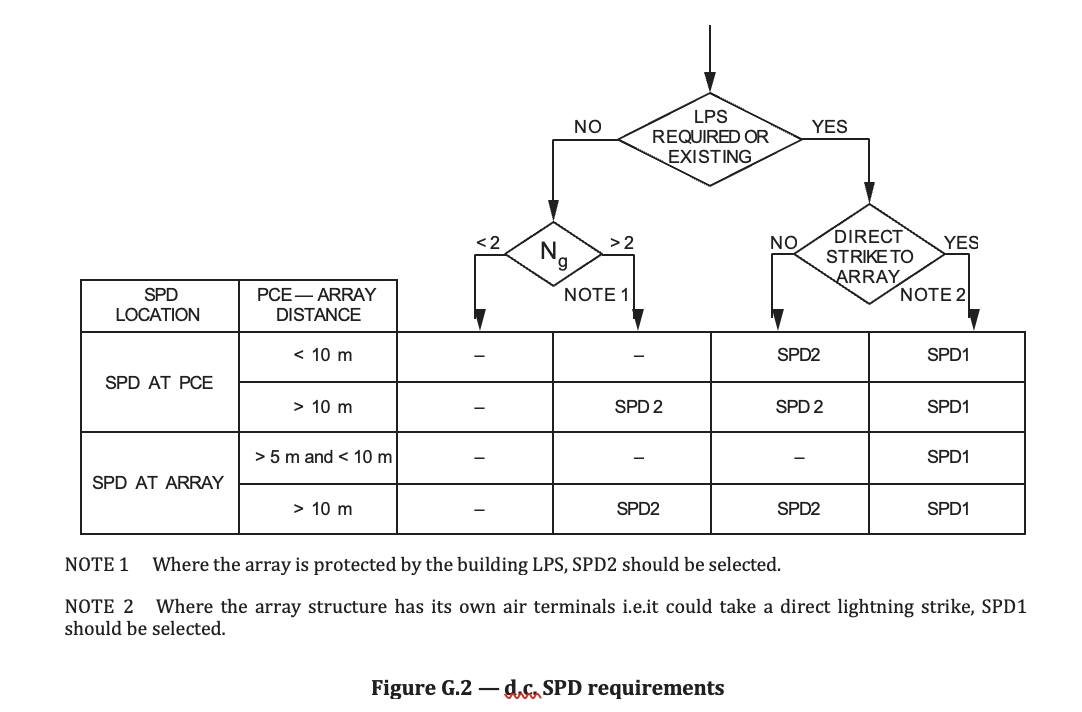 LPS
REQUIRED OR
EXISTING
NO
YES
< 2
Ng
> 2
NOTE 1
NO
DIRECT
STRIKE TO
ARRAY
YES
NOTE 2
SPD
LOCATION
PCE — ARRAY
DISTANCE
SPD AT PCE
< 10 m
–
–
SPD2
SPD1
> 10 m
–
SPD 2
SPD 2
SPD1
SPD AT ARRAY
> 5 m and < 10 m
–
–
–
SPD1
> 10 m
–
SPD2
SPD2
SPD1
NOTE 1 Where the array is protected by the building LPS, SPD2 should be selected.
NOTE 2 Where the array structure has its own air terminals i.e.it could take a direct lightning strike, SPD1
should be selected.
Figure G.2 — d.c. SPD requirements